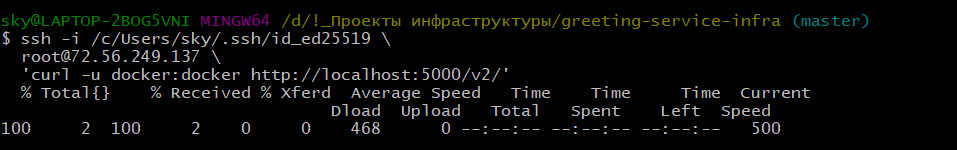 sky@LAPTOP-2BOG5VNI MINGW64 /d/!_Проекты инфраструктуры/greeting-service-infra (master)
$ ssh -i /c/Users/sky/.ssh/id_ed25519 \
  root@72.56.249.137 \
  'curl -u docker:docker http://localhost:5000/v2/'
  % Total{}    % Received % Xferd  Average Speed   Time    Time     Time  Current
                                 Dload  Upload   Total   Spent    Left  Speed
100     2  100     2    0     0    468      0 --:--:-- --:--:-- --:--:--   500